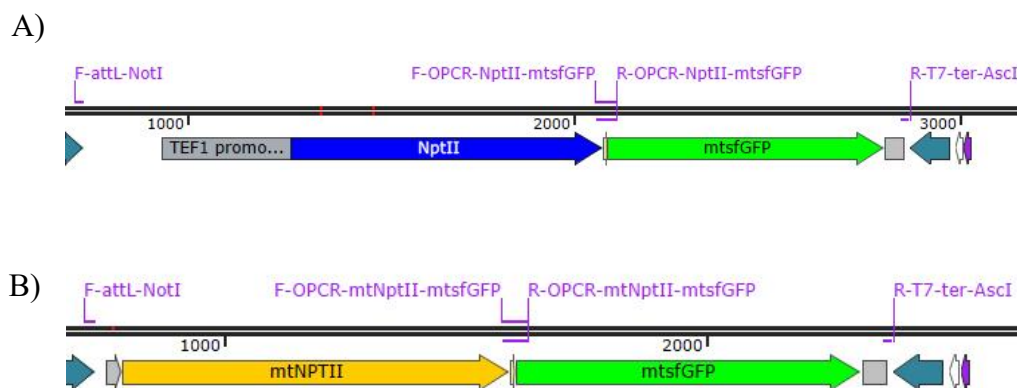 A)
F-attL-NotI F-OPCR-NptII-mtsfGFP R-OPCR-NptII-mtsfGFP R-T7-ter-AscI
1000 2000 3000
TEF1 promo... NptII mtsfGFP
B)
F-attL-NotI F-OPCR-mtNptII-mtsfGFP R-OPCR-mtNptII-mtsfGFP R-T7-ter-AscI
1000 2000
mtNPTII mtsfGFP